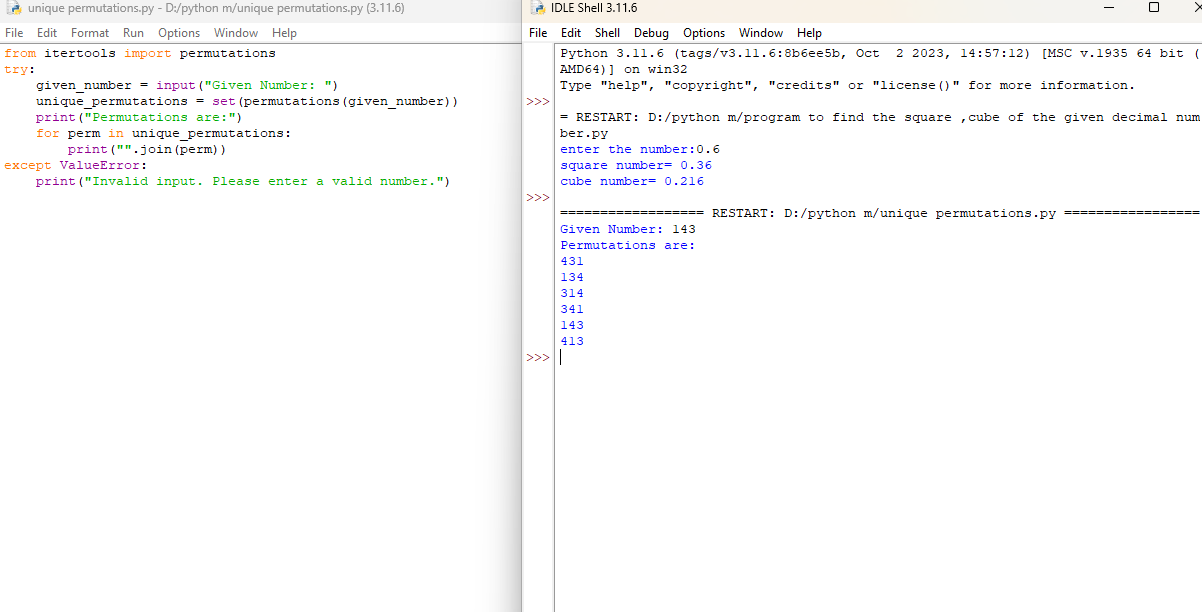 unique permutations.py - D:/python m/unique permutations.py (3.11.6)
File Edit Format Run Options Window Help
from itertools import permutations
try:
    given_number = input("Given Number: ")
    unique_permutations = set(permutations(given_number))
    print("Permutations are:")
    for perm in unique_permutations:
        print("".join(perm))
except ValueError:
    print("Invalid input. Please enter a valid number.")
IDLE Shell 3.11.6
File Edit Shell Debug Options Window Help
Python 3.11.6 (tags/v3.11.6:8b6ee5b, Oct  2 2023, 14:57:12) [MSC v.1935 64 bit (
AMD64)] on win32
Type "help", "copyright", "credits" or "license()" for more information.
>>>
= RESTART: D:/python m/program to find the square ,cube of the given decimal num
ber.py
enter the number:0.6
square number= 0.36
cube number= 0.216
>>>
================== RESTART: D:/python m/unique permutations.py =================
Given Number: 143
Permutations are:
431
134
314
341
143
413
>>>